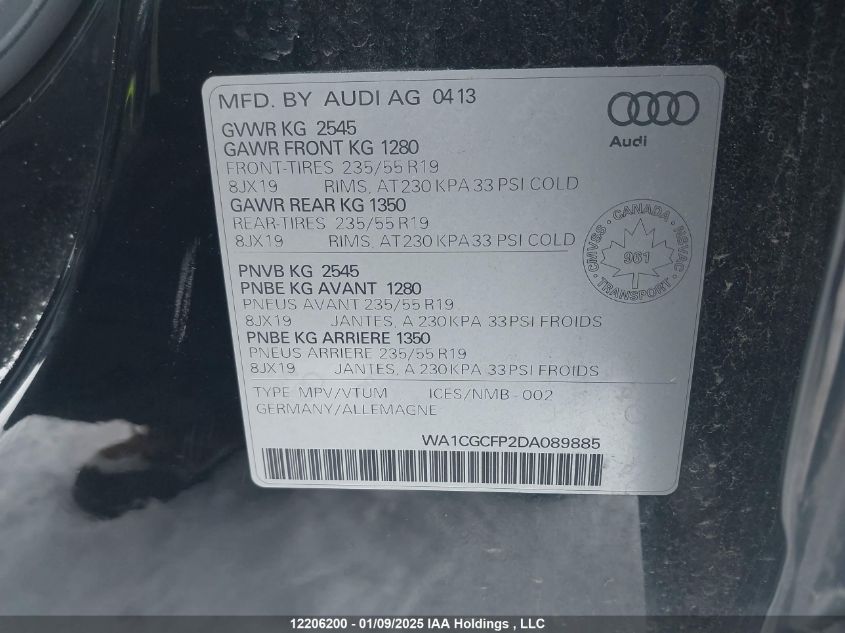 MFD. BY AUDI AG 0413
Audi
GVWR KG 2545
GAWR FRONT KG 1280
FRONT-TIRES 235/55 R19
8JX19 RIMS, AT 230 KPA 33 PSI COLD
GAWR REAR KG 1350
REAR-TIRES 235/55 R19
8JX19 RIMS, AT 230 KPA 33 PSI COLD
CMVSS · CANADA · NSVAC · TRANSPORT
961
PNVB KG 2545
PNBE KG AVANT 1280
PNEUS AVANT 235/55 R19
8JX19 JANTES, A 230 KPA 33 PSI FROIDS
PNBE KG ARRIERE 1350
PNEUS ARRIERE 235/55 R19
8JX19 JANTES, A 230 KPA 33 PSI FROIDS
TYPE MPV/VTUM ICES/NMB-002
GERMANY/ALLEMAGNE
WA1CGCFP2DA089885
12206200 - 01/09/2025 IAA Holdings , LLC